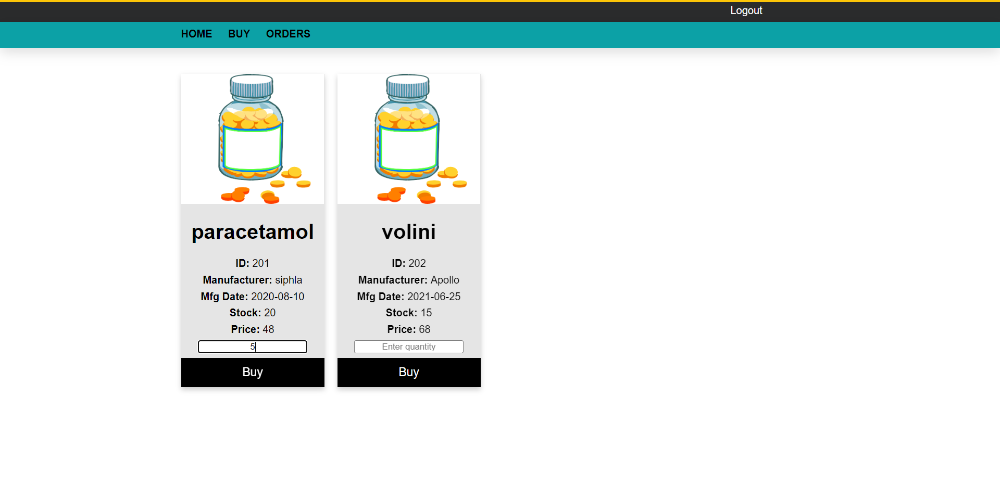 Logout
HOME BUY ORDERS
paracetamol
ID: 201
Manufacturer: siphla
Mfg Date: 2020-08-10
Stock: 20
Price: 48
5
Buy
volini
ID: 202
Manufacturer: Apollo
Mfg Date: 2021-06-25
Stock: 15
Price: 68
Enter quantity
Buy